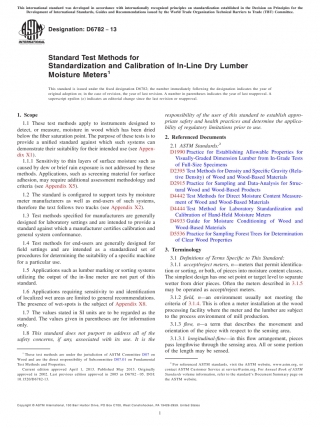 This international standard was developed in accordance with internationally recognized principles on standardization established in the Decision on Principles for the
Development of International Standards, Guides and Recommendations issued by the World Trade Organization Technical Barriers to Trade (TBT) Committee.
Designation: D6782 − 13
INTERNATIONAL
Standard Test Methods for
Standardization and Calibration of In-Line Dry Lumber
Moisture Meters1
This standard is issued under the fixed designation D6782; the number immediately following the designation indicates the year of
original adoption or, in the case of revision, the year of last revision. A number in parentheses indicates the year of last reapproval. A
superscript epsilon (ε) indicates an editorial change since the last revision or reapproval.
1. Scope
1.1 These test methods apply to instruments designed to
detect, or measure, moisture in wood which has been dried
below the fiber saturation point. The purpose of these tests is to
provide a unified standard against which such systems can
demonstrate their suitability for their intended use (see Appen-
dix X1).
1.1.1 Sensitivity to thin layers of surface moisture such as
caused by dew or brief rain exposure is not addressed by these
methods. Applications, such as screening material for surface
adhesion, may require additional assessment methodology and
criteria (see Appendix X5).
1.2 The standard is configured to support tests by moisture
meter manufacturers as well as end-users of such systems,
therefore the text follows two tracks (see Appendix X2).
1.3 Test methods specified for manufacturers are generally
designed for laboratory settings and are intended to provide a
standard against which a manufacturer certifies calibration and
general system conformance.
1.4 Test methods for end-users are generally designed for
field settings and are intended as a standardized set of
procedures for determining the suitability of a specific machine
for a particular use.
1.5 Applications such as lumber marking or sorting systems
utilizing the output of the in-line meter are not part of this
standard.
1.6 Applications requiring sensitivity to and identification
of localized wet areas are limited to general recommendations.
The presence of wet-spots is the subject of Appendix X8.
1.7 The values stated in SI units are to be regarded as the
standard. The values given in parentheses are for information
only.
1.8 This standard does not purport to address all of the
safety concerns, if any, associated with its use. It is the
1 These test methods are under the jurisdiction of ASTM Committee D07 on
Wood and are the direct responsibility of Subcommittee D07.01 on Fundamental
Test Methods and Properties.
Current edition approved April 1, 2013. Published May 2013. Originally
approved in 2002. Last previous edition approved in 2005 as D6782–05. DOI:
10.1520/D6782-13.
responsibility of the user of this standard to establish appro-
priate safety and health practices and determine the applica-
bility of regulatory limitations prior to use.
2. Referenced Documents
2.1 ASTM Standards:2
D1990 Practice for Establishing Allowable Properties for
Visually-Graded Dimension Lumber from In-Grade Tests
of Full-Size Specimens
D2395 Test Methods for Density and Specific Gravity (Rela-
tive Density) of Wood and Wood-Based Materials
D2915 Practice for Sampling and Data-Analysis for Struc-
tural Wood and Wood-Based Products
D4442 Test Methods for Direct Moisture Content Measure-
ment of Wood and Wood-Based Materials
D4444 Test Method for Laboratory Standardization and
Calibration of Hand-Held Moisture Meters
D4933 Guide for Moisture Conditioning of Wood and
Wood-Based Materials
D5536 Practice for Sampling Forest Trees for Determination
of Clear Wood Properties
3. Terminology
3.1 Definitions of Terms Specific to This Standard:
3.1.1 accept/reject meters, n—meters that permit identifica-
tion or sorting, or both, of pieces into moisture content classes.
The simplest design has one set point or target level to separate
wetter from drier pieces. Often the meters described in 3.1.5
may be operated as accept/reject meters.
3.1.2 field, n—an environment usually not meeting the
criteria of 3.1.4. This is often a meter installation at the wood
processing facility where the meter and the lumber are subject
to the process environment of still production.
3.1.3 flow, n—a term that describes the movement and
orientation of the piece with respect to the sensing area.
3.1.3.1 longitudinal flow—in this flow arrangement, pieces
pass lengthwise through the sensing area. All or some portion
of the length may be sensed.
2 For referenced ASTM standards, visit the ASTM website, www.astm.org, or
contact ASTM Customer Service at service@astm.org. For Annual Book of ASTM
Standards volume information, refer to the standard's Document Summary page on
the ASTM website.
Copyright © ASTM International, 100 Barr Harbor Drive, PO Box C700, West Conshohocken, PA 19428-2959. United States
1